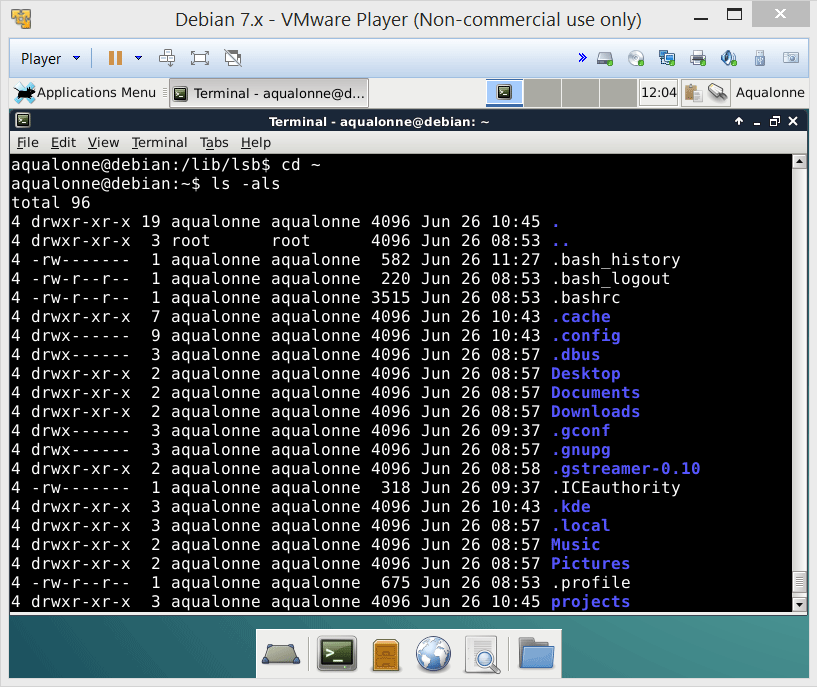 Debian 7.x - VMware Player (Non-commercial use only)
Player
Applications Menu Terminal - aqualonne@d... 12:04 Aqualonne
Terminal - aqualonne@debian: ~
File Edit View Terminal Tabs Help
aqualonne@debian:/lib/lsb$ cd ~
aqualonne@debian:~$ ls -als
total 96
4 drwxr-xr-x 19 aqualonne aqualonne 4096 Jun 26 10:45 .
4 drwxr-xr-x  3 root      root      4096 Jun 26 08:53 ..
4 -rw-------  1 aqualonne aqualonne  582 Jun 26 11:27 .bash_history
4 -rw-r--r--  1 aqualonne aqualonne  220 Jun 26 08:53 .bash_logout
4 -rw-r--r--  1 aqualonne aqualonne 3515 Jun 26 08:53 .bashrc
4 drwxr-xr-x  7 aqualonne aqualonne 4096 Jun 26 10:43 .cache
4 drwx------  9 aqualonne aqualonne 4096 Jun 26 10:43 .config
4 drwx------  3 aqualonne aqualonne 4096 Jun 26 08:57 .dbus
4 drwxr-xr-x  2 aqualonne aqualonne 4096 Jun 26 08:57 Desktop
4 drwxr-xr-x  2 aqualonne aqualonne 4096 Jun 26 08:57 Documents
4 drwxr-xr-x  2 aqualonne aqualonne 4096 Jun 26 08:57 Downloads
4 drwx------  3 aqualonne aqualonne 4096 Jun 26 09:37 .gconf
4 drwx------  3 aqualonne aqualonne 4096 Jun 26 08:57 .gnupg
4 drwxr-xr-x  2 aqualonne aqualonne 4096 Jun 26 08:58 .gstreamer-0.10
4 -rw-------  1 aqualonne aqualonne  318 Jun 26 09:37 .ICEauthority
4 drwxr-xr-x  3 aqualonne aqualonne 4096 Jun 26 10:43 .kde
4 drwxr-xr-x  3 aqualonne aqualonne 4096 Jun 26 08:57 .local
4 drwxr-xr-x  2 aqualonne aqualonne 4096 Jun 26 08:57 Music
4 drwxr-xr-x  2 aqualonne aqualonne 4096 Jun 26 08:57 Pictures
4 -rw-r--r--  1 aqualonne aqualonne  675 Jun 26 08:53 .profile
4 drwxr-xr-x  3 aqualonne aqualonne 4096 Jun 26 10:45 projects